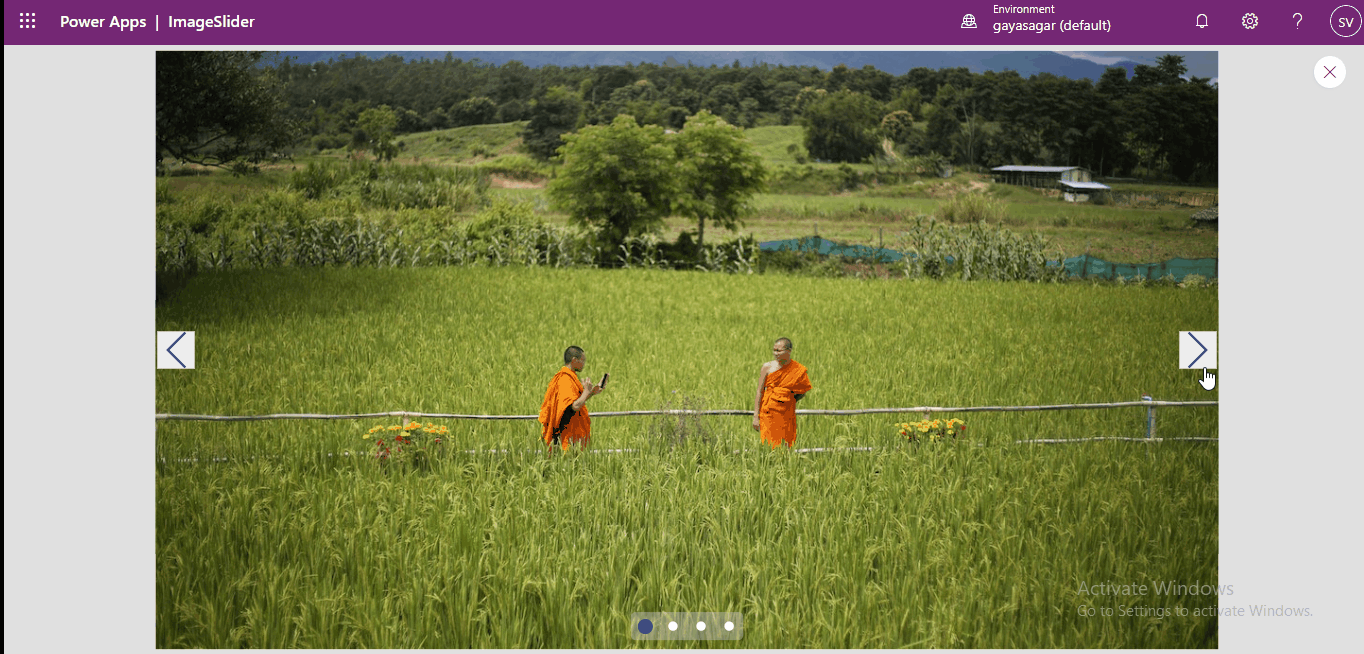 Power Apps | ImageSlider
Environment
gayasagar (default)
SV
Activate Windows
Go to Settings to activate Windows.